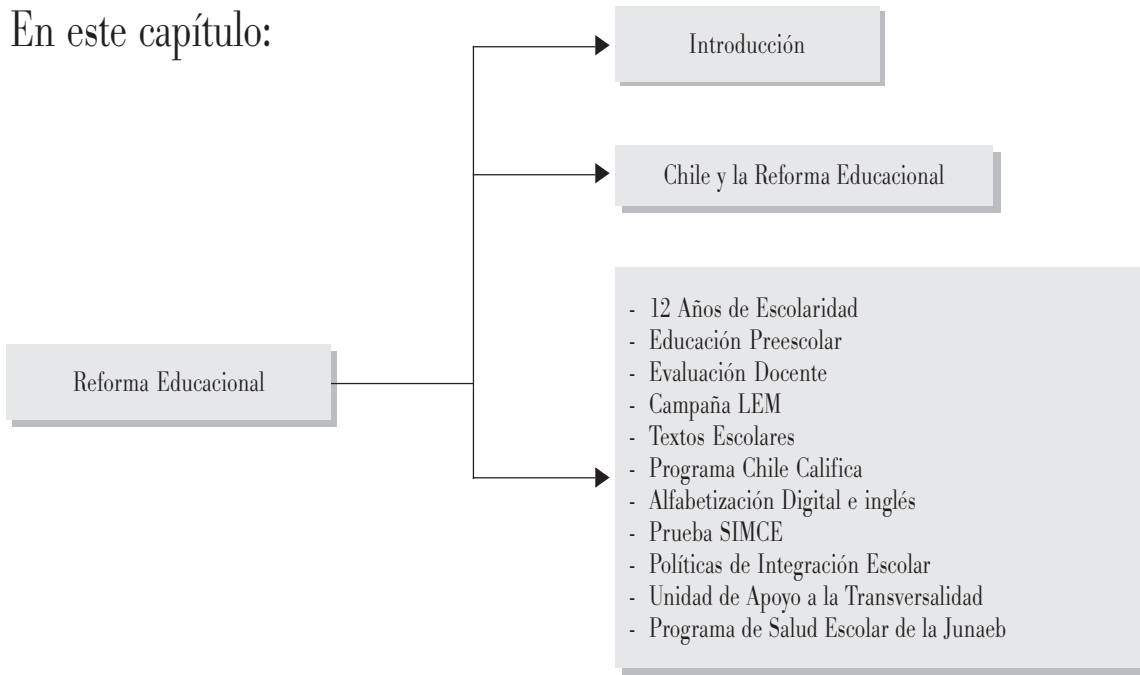 En este capítulo:
Introducción
Chile y la Reforma Educacional
Reforma Educacional
- 12 Años de Escolaridad
- Educación Preescolar
- Evaluación Docente
- Campaña LEM
- Textos Escolares
- Programa Chile Califica
- Alfabetización Digital e inglés
- Prueba SIMCE
- Políticas de Integración Escolar
- Unidad de Apoyo a la Transversalidad
- Programa de Salud Escolar de la Junaeb